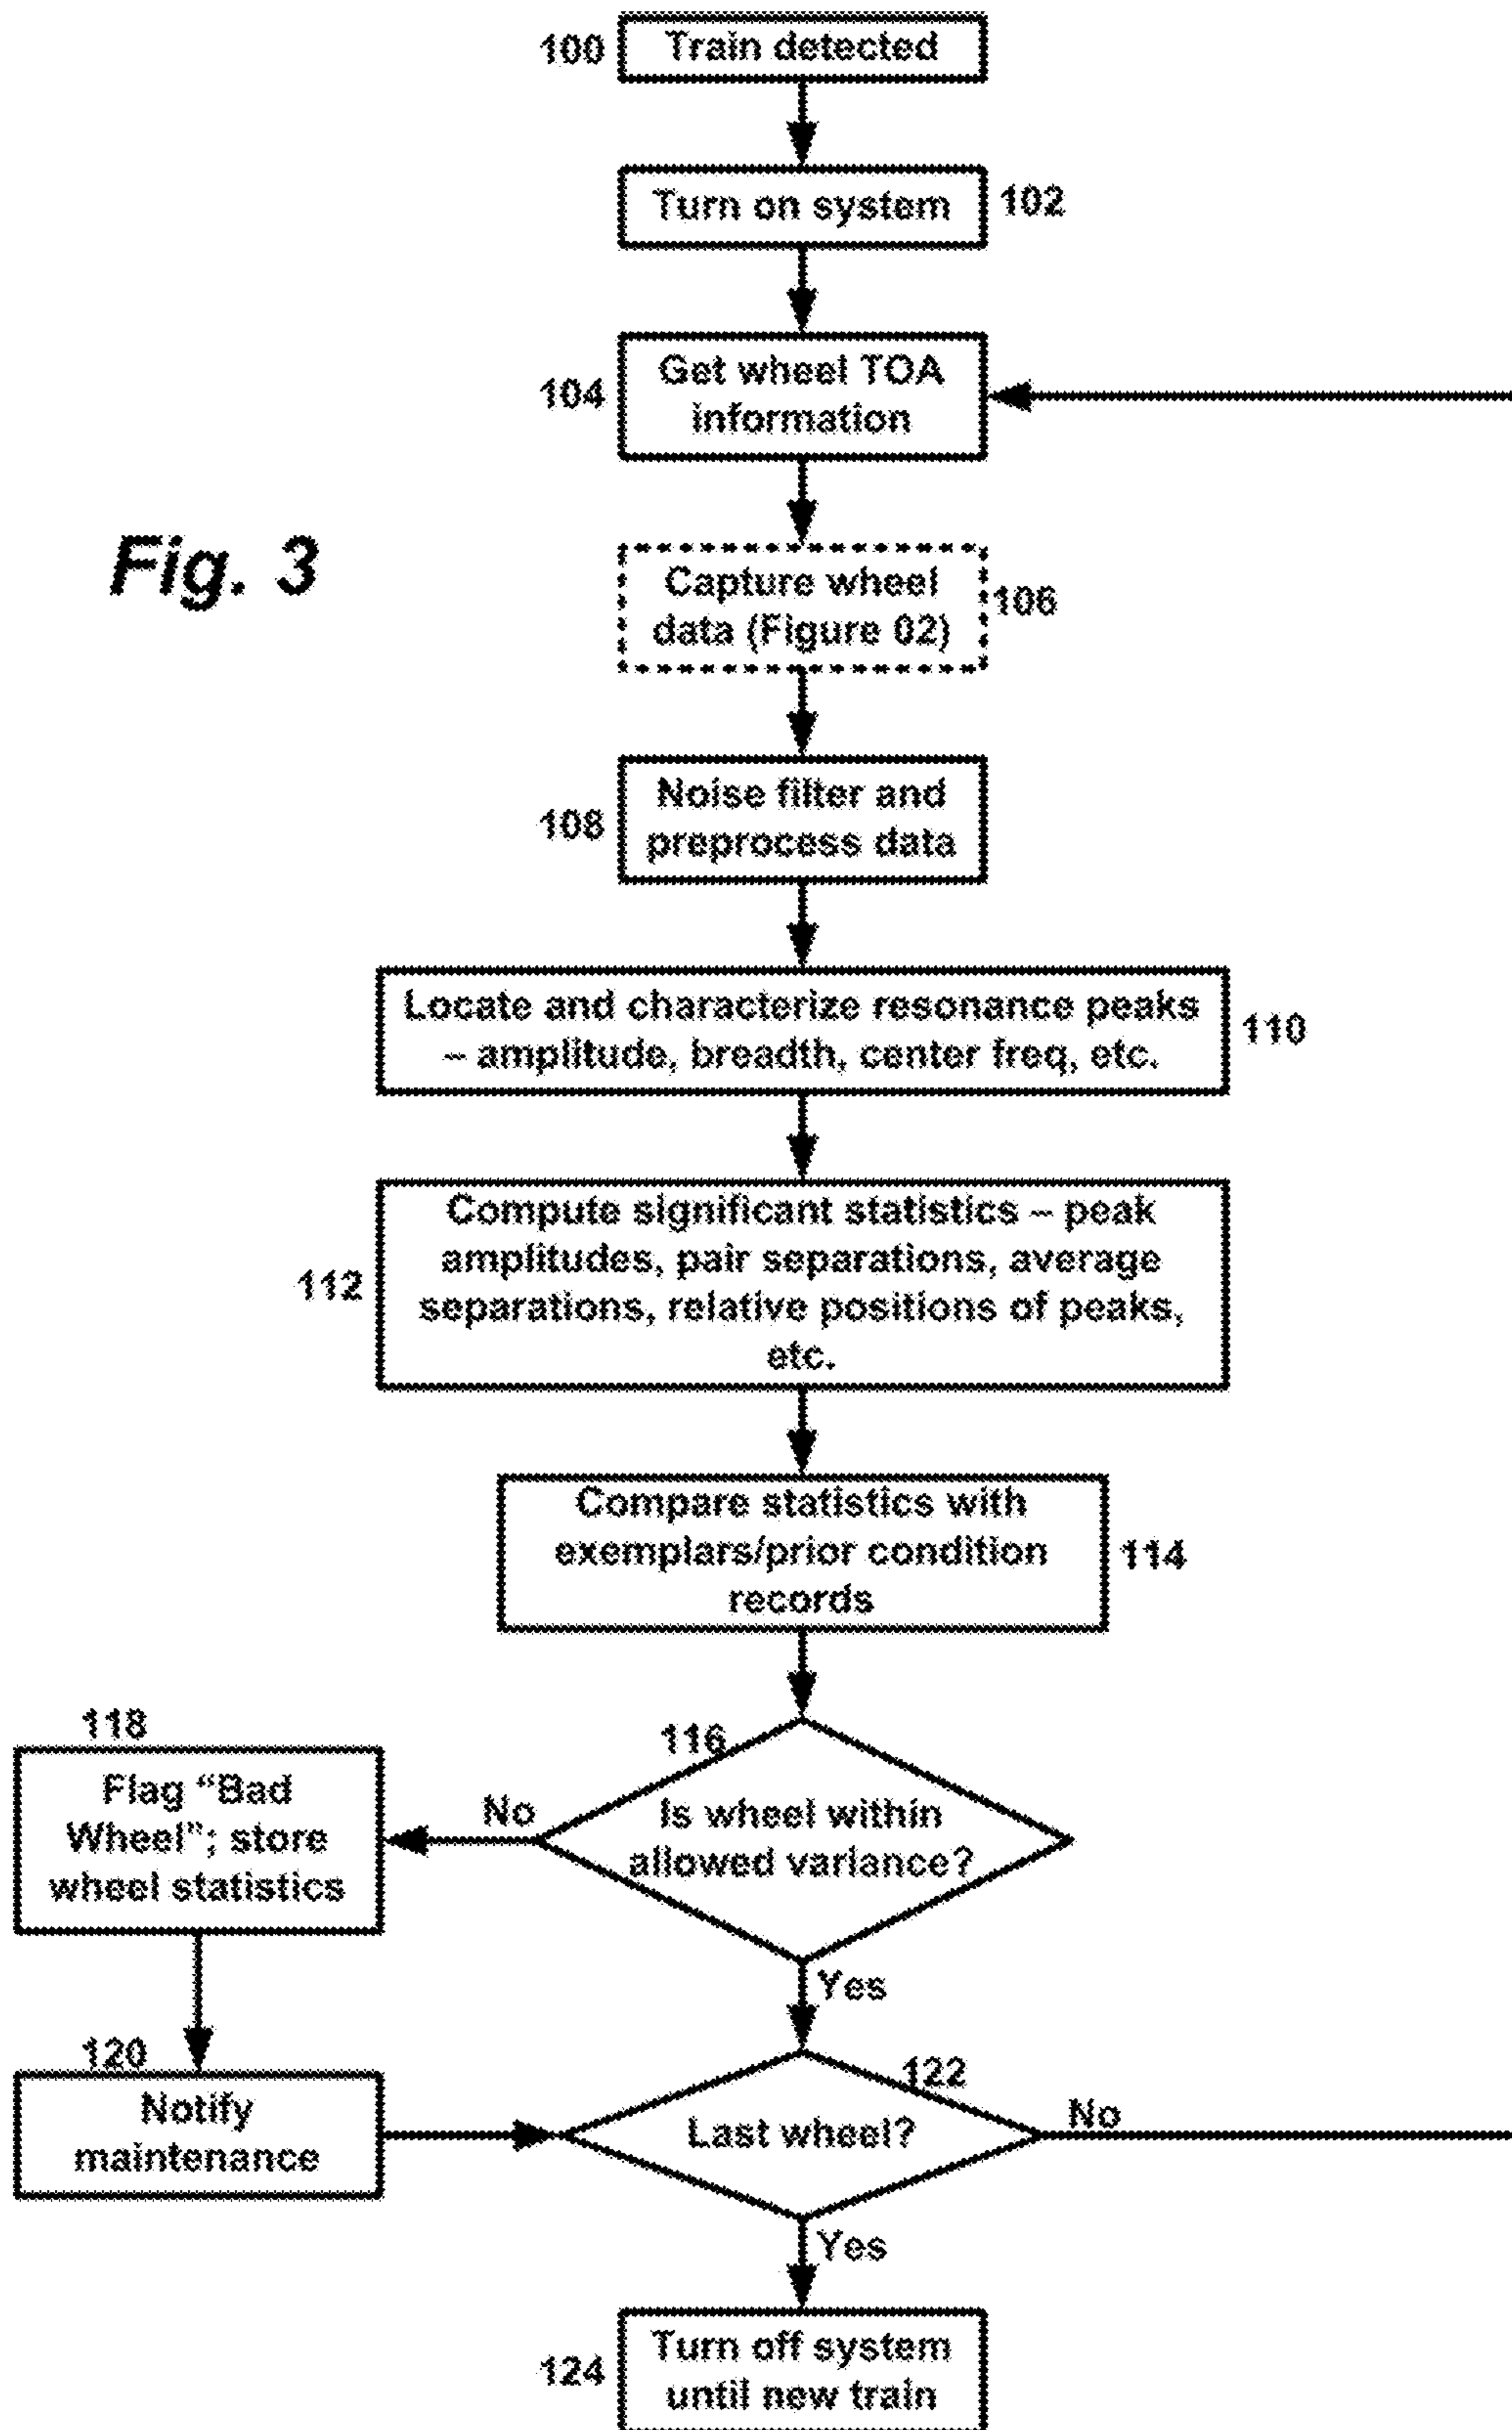 100
Train detected
Turn on system
102
104
Get wheel TOA
information
Fig. 3
Capture wheel
data (Figure 02)
106
108
Noise filter and
preprocess data
Locate and characterize resonance peaks
– amplitude, breadth, center freq, etc.
110
112
Compute significant statistics – peak
amplitudes, pair separations, average
separations, relative positions of peaks,
etc.
Compare statistics with
exemplars/prior condition
records
114
116
Is wheel within
allowed variance?
No
Yes
118
Flag “Bad
Wheel”; store
wheel statistics
120
Notify
maintenance
122
Last wheel?
No
Yes
124
Turn off system
until new train